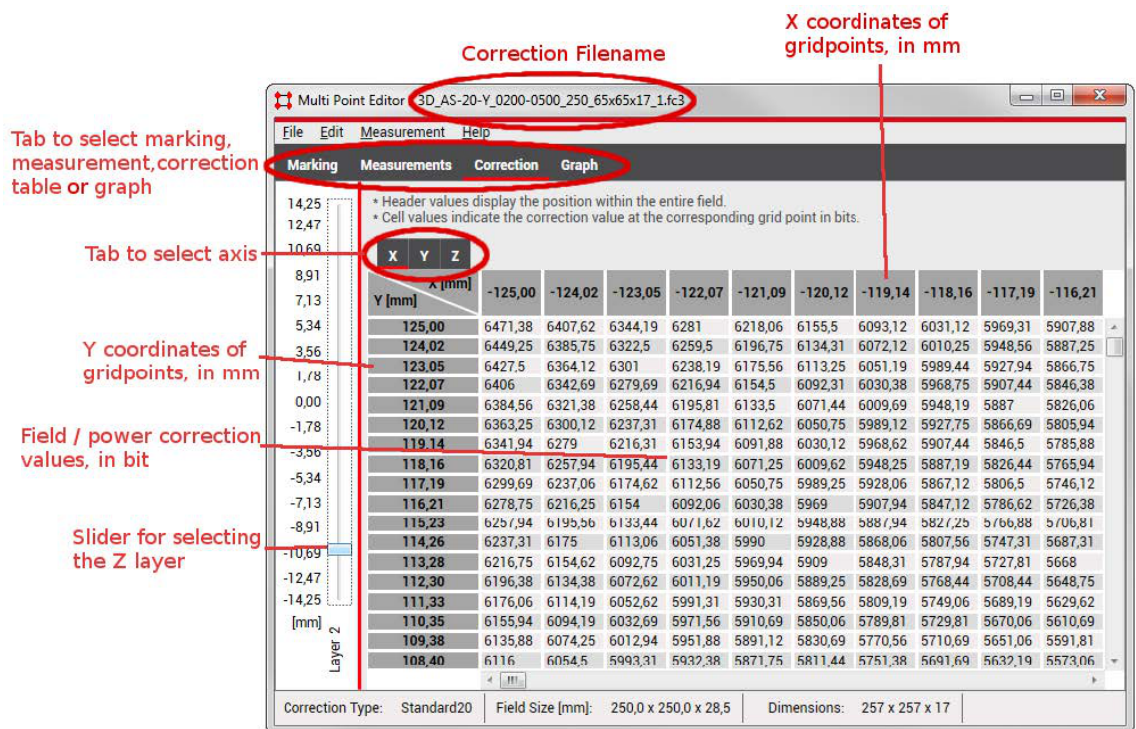 X coordinates of
gridpoints, in mm
Correction Filename
Multi Point Editor 3D_AS-20-Y_0200-0500_250_65x65x17_1.fc3
File Edit Measurement Help
Tab to select marking,
measurement,correction
table or graph
Marking Measurements Correction Graph
* Header values display the position within the entire field.
* Cell values indicate the correction value at the corresponding grid point in bits.
Tab to select axis
X Y Z
X [mm]
Y [mm]
-125,00 -124,02 -123,05 -122,07 -121,09 -120,12 -119,14 -118,16 -117,19 -116,21
125,00 6471,38 6407,62 6344,19 6281 6218,06 6155,5 6093,12 6031,12 5969,31 5907,88
124,02 6449,25 6385,75 6322,5 6259,5 6196,75 6134,31 6072,12 6010,25 5948,56 5887,25
123,05 6427,5 6364,12 6301 6238,19 6175,56 6113,25 6051,19 5989,44 5927,94 5866,75
122,07 6406 6342,69 6279,69 6216,94 6154,5 6092,31 6030,38 5968,75 5907,44 5846,38
121,09 6384,56 6321,38 6258,44 6195,81 6133,5 6071,44 6009,69 5948,19 5887 5826,06
120,12 6363,25 6300,12 6237,31 6174,88 6112,62 6050,75 5989,12 5927,75 5866,69 5805,94
119,14 6341,94 6279 6216,31 6153,94 6091,88 6030,12 5968,62 5907,44 5846,5 5785,88
118,16 6320,81 6257,94 6195,44 6133,19 6071,25 6009,62 5948,25 5887,19 5826,44 5765,94
117,19 6299,69 6237,06 6174,62 6112,56 6050,75 5989,25 5928,06 5867,12 5806,5 5746,12
116,21 6278,75 6216,25 6154 6092,06 6030,38 5969 5907,94 5847,12 5786,62 5726,38
115,23 6257,94 6195,56 6133,44 6071,62 6010,12 5948,88 5887,94 5827,25 5766,88 5706,81
114,26 6237,31 6175 6113,06 6051,38 5990 5928,88 5868,06 5807,56 5747,31 5687,31
113,28 6216,75 6154,62 6092,75 6031,25 5969,94 5909 5848,31 5787,94 5727,81 5668
112,30 6196,38 6134,38 6072,62 6011,19 5950,06 5889,25 5828,69 5768,44 5708,44 5648,75
111,33 6176,06 6114,19 6052,62 5991,31 5930,31 5869,56 5809,19 5749,06 5689,19 5629,62
110,35 6155,94 6094,19 6032,69 5971,56 5910,69 5850,06 5789,81 5729,81 5670,06 5610,69
109,38 6135,88 6074,25 6012,94 5951,88 5891,12 5830,69 5770,56 5710,69 5651,06 5591,81
108,40 6116 6054,5 5993,31 5932,38 5871,75 5811,44 5751,38 5691,69 5632,19 5573,06
14,25
12,47
10,69
8,91
7,13
5,34
3,56
1,78
0,00
-1,78
-3,56
-5,34
-7,13
-8,91
-10,69
-12,47
-14,25
[mm]
Layer 2
Y coordinates of
gridpoints, in mm
Field / power correction
values, in bit
Slider for selecting
the Z layer
Correction Type: Standard20 Field Size [mm]: 250,0 x 250,0 x 28,5 Dimensions: 257 x 257 x 17